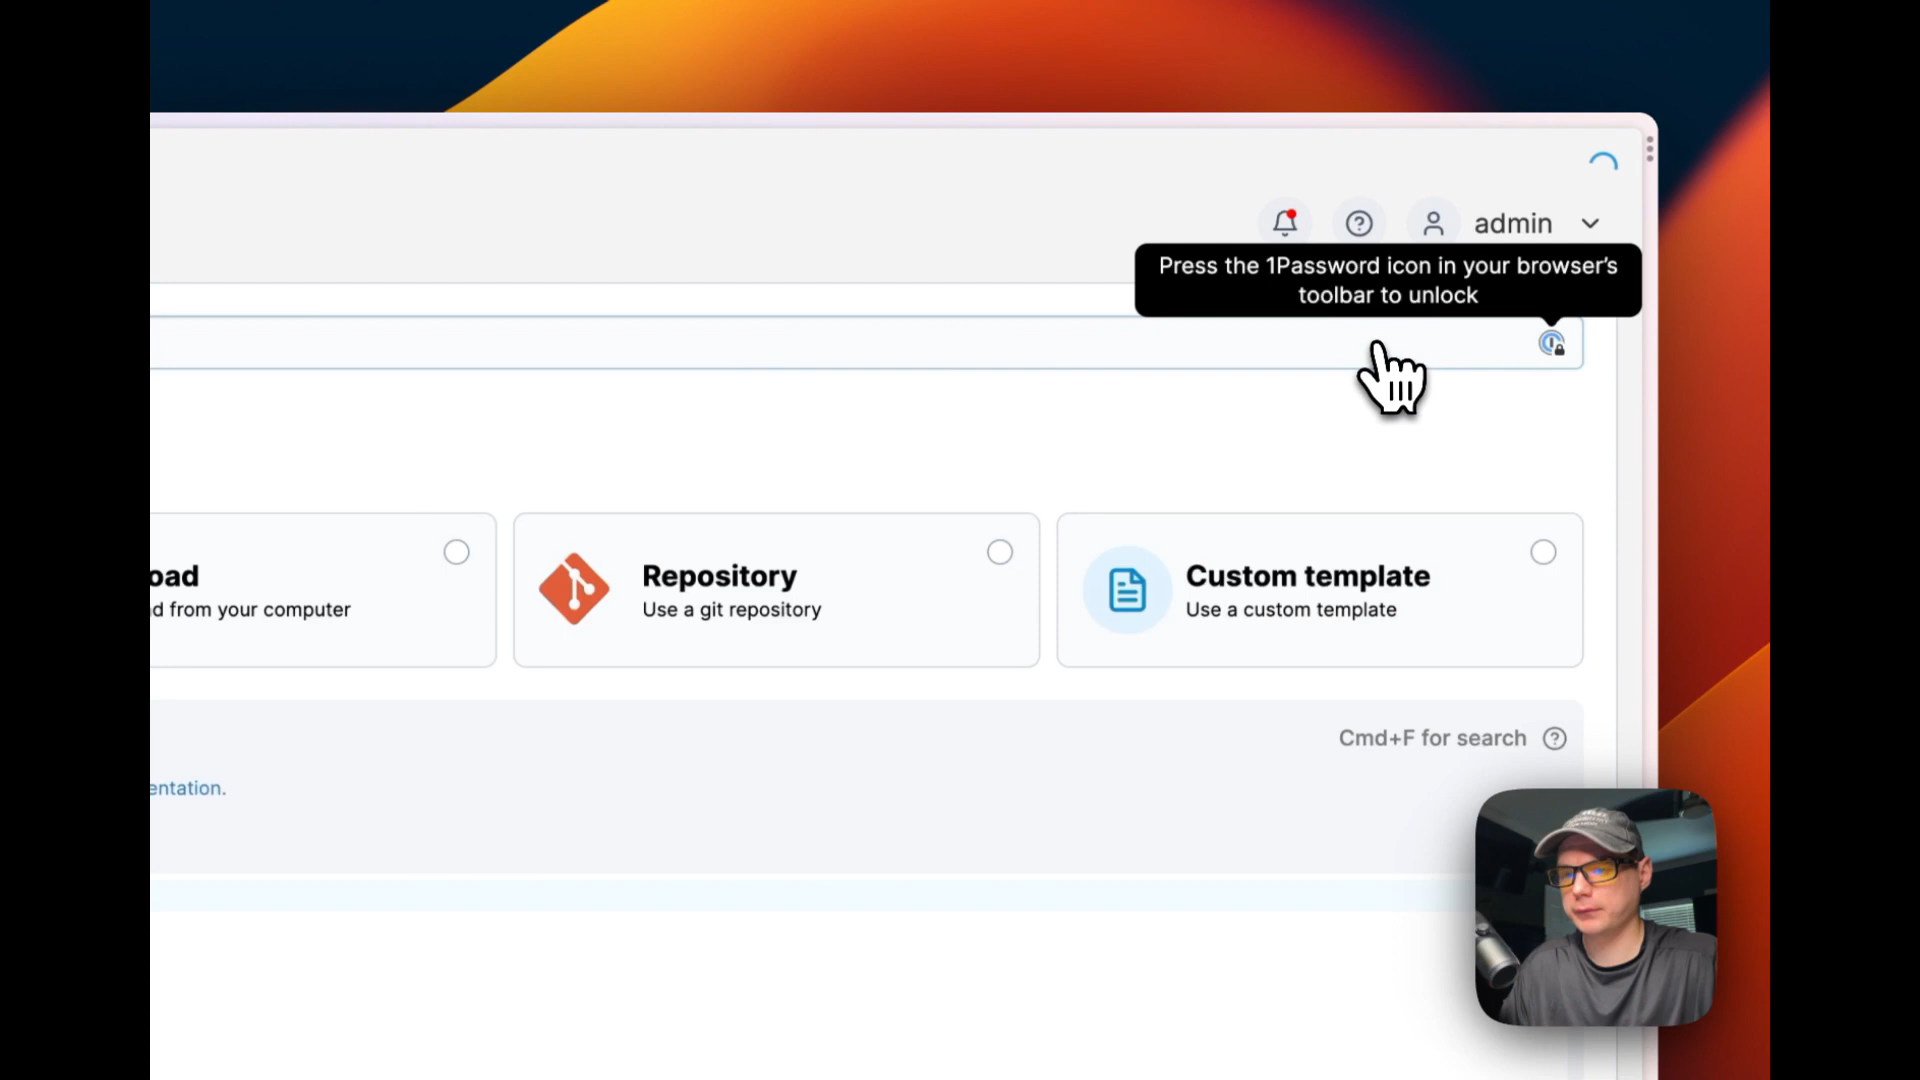 admin
Press the 1Password icon in your browser's
toolbar to unlock
oad
d from your computer
Repository
Use a git repository
Custom template
Use a custom template
Cmd+F for search
entation.